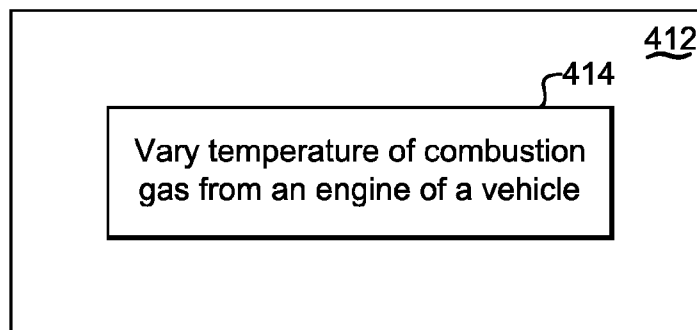 412
414
Vary temperature of combustion
gas from an engine of a vehicle